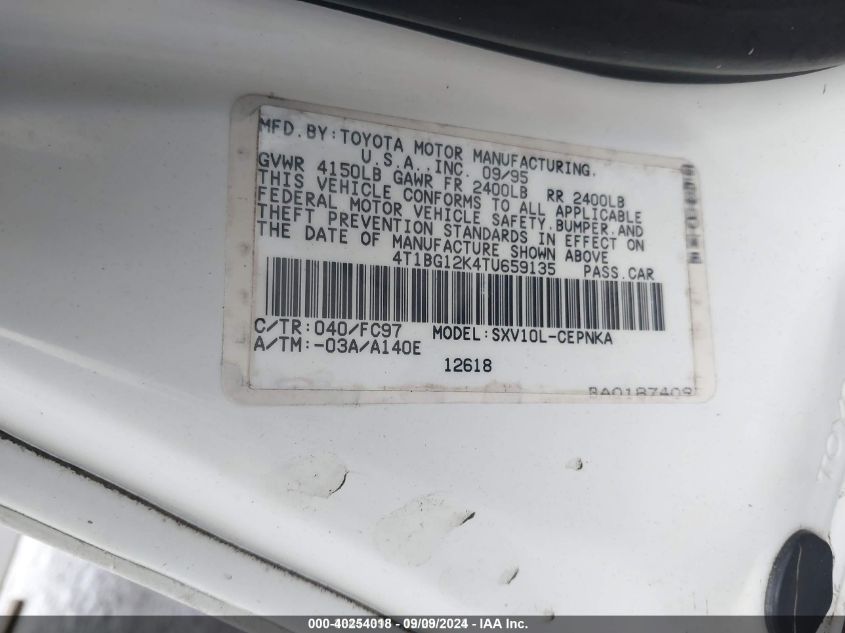 MFD. BY: TOYOTA MOTOR MANUFACTURING.
U.S.A., INC. 09/95
GVWR 4150LB GAWR FR 2400LB RR 2400LB
THIS VEHICLE CONFORMS TO ALL APPLICABLE
FEDERAL MOTOR VEHICLE SAFETY, BUMPER, AND
THEFT PREVENTION STANDARDS IN EFFECT ON
THE DATE OF MANUFACTURE SHOWN ABOVE
4T1BG12K4TU659135 PASS. CAR
C/TR: 040/FC97 MODEL: SXV10L-CEPNKA
A/TM: -03A/A140E
12618
000-40254018 - 09/09/2024 - IAA Inc.